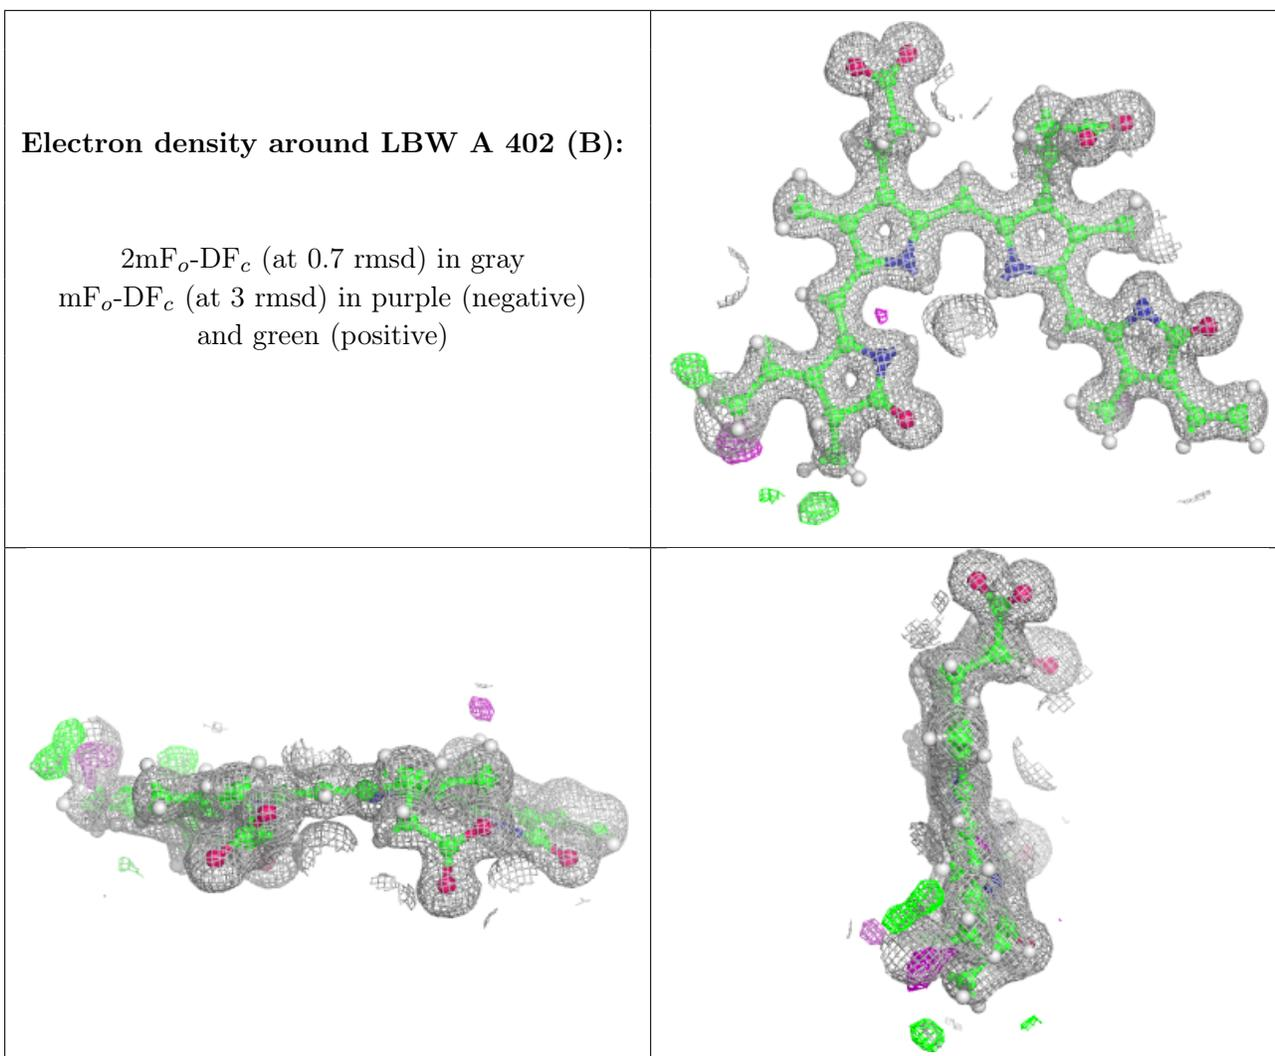 Electron density around LBW A 402 (B):
2mFo-DFc (at 0.7 rmsd) in gray
mFo-DFc (at 3 rmsd) in purple (negative)
and green (positive)